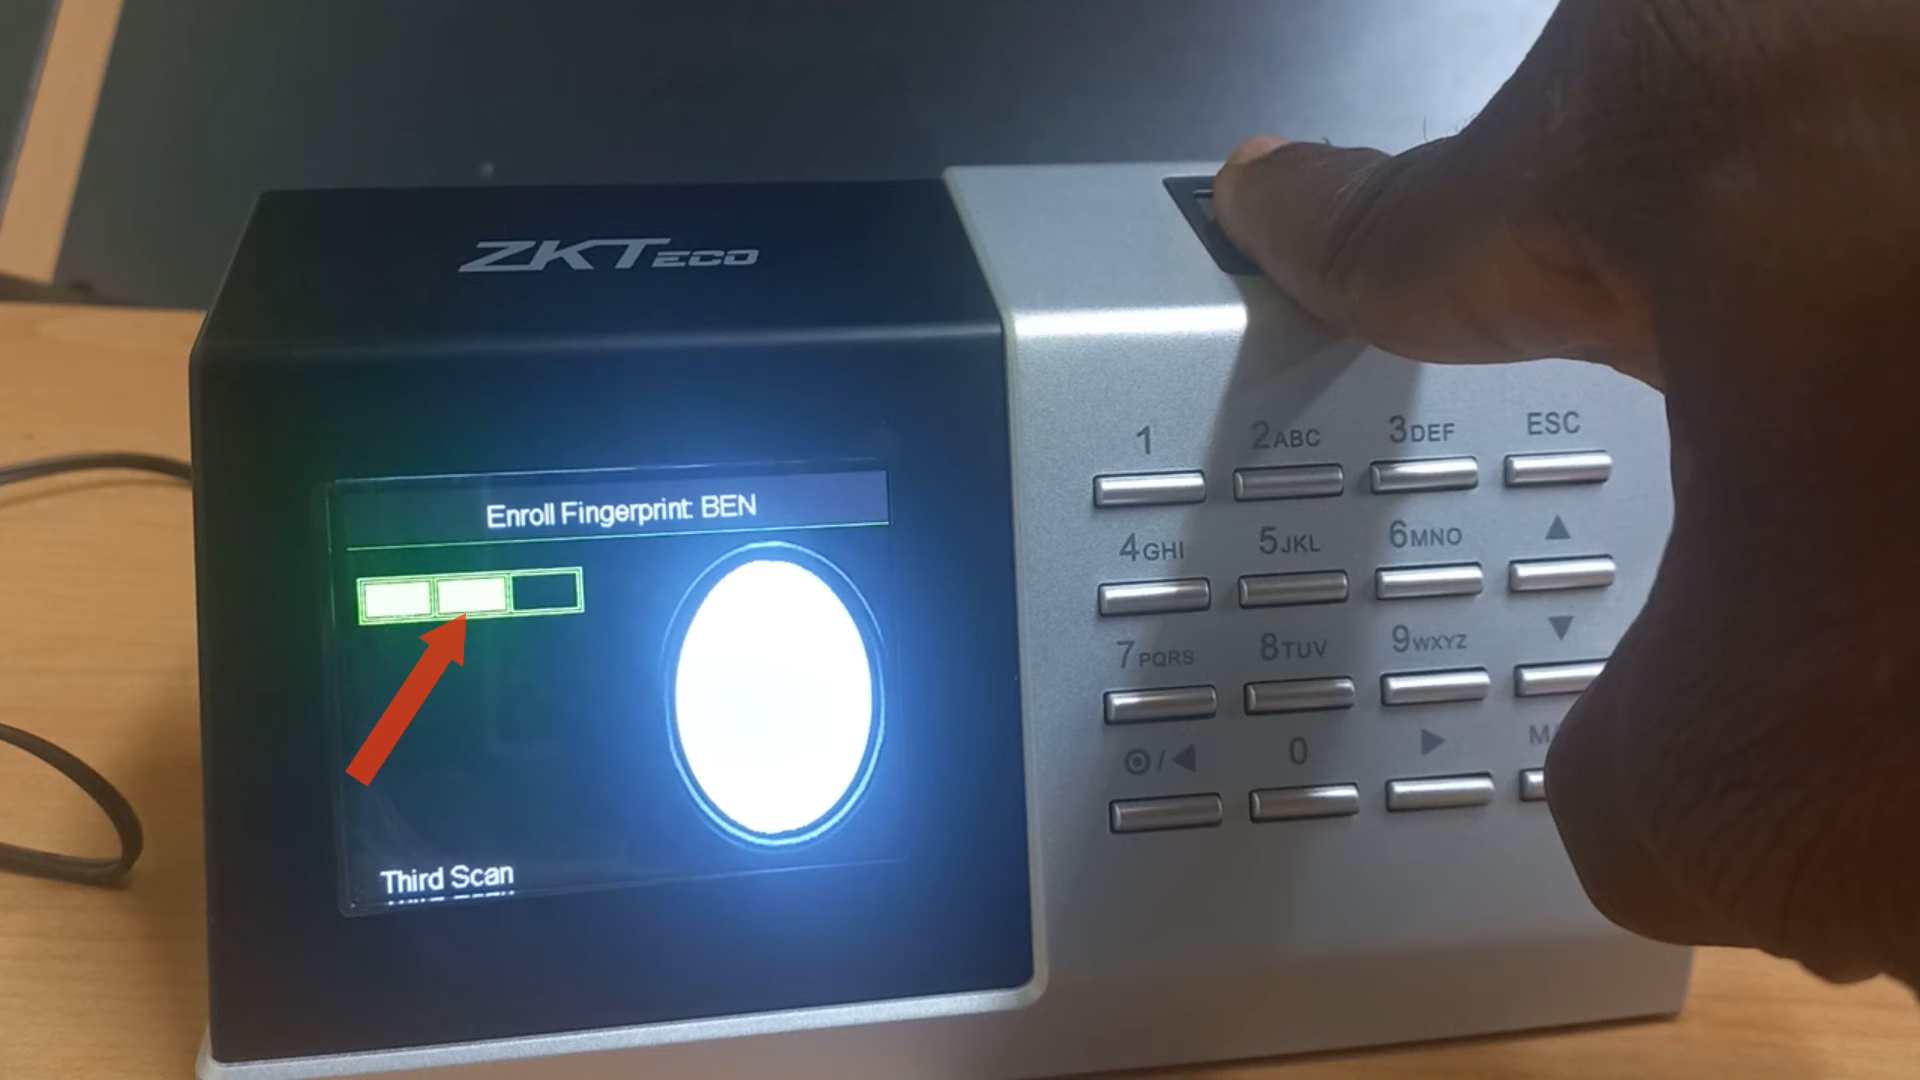 ZKTECO
Enroll Fingerprint: BEN
Third Scan
1 2ABC 3DEF ESC
4GHI 5JKL 6MNO ▲
7PQRS 8TUV 9WXYZ ▼
/◀ 0 ▶